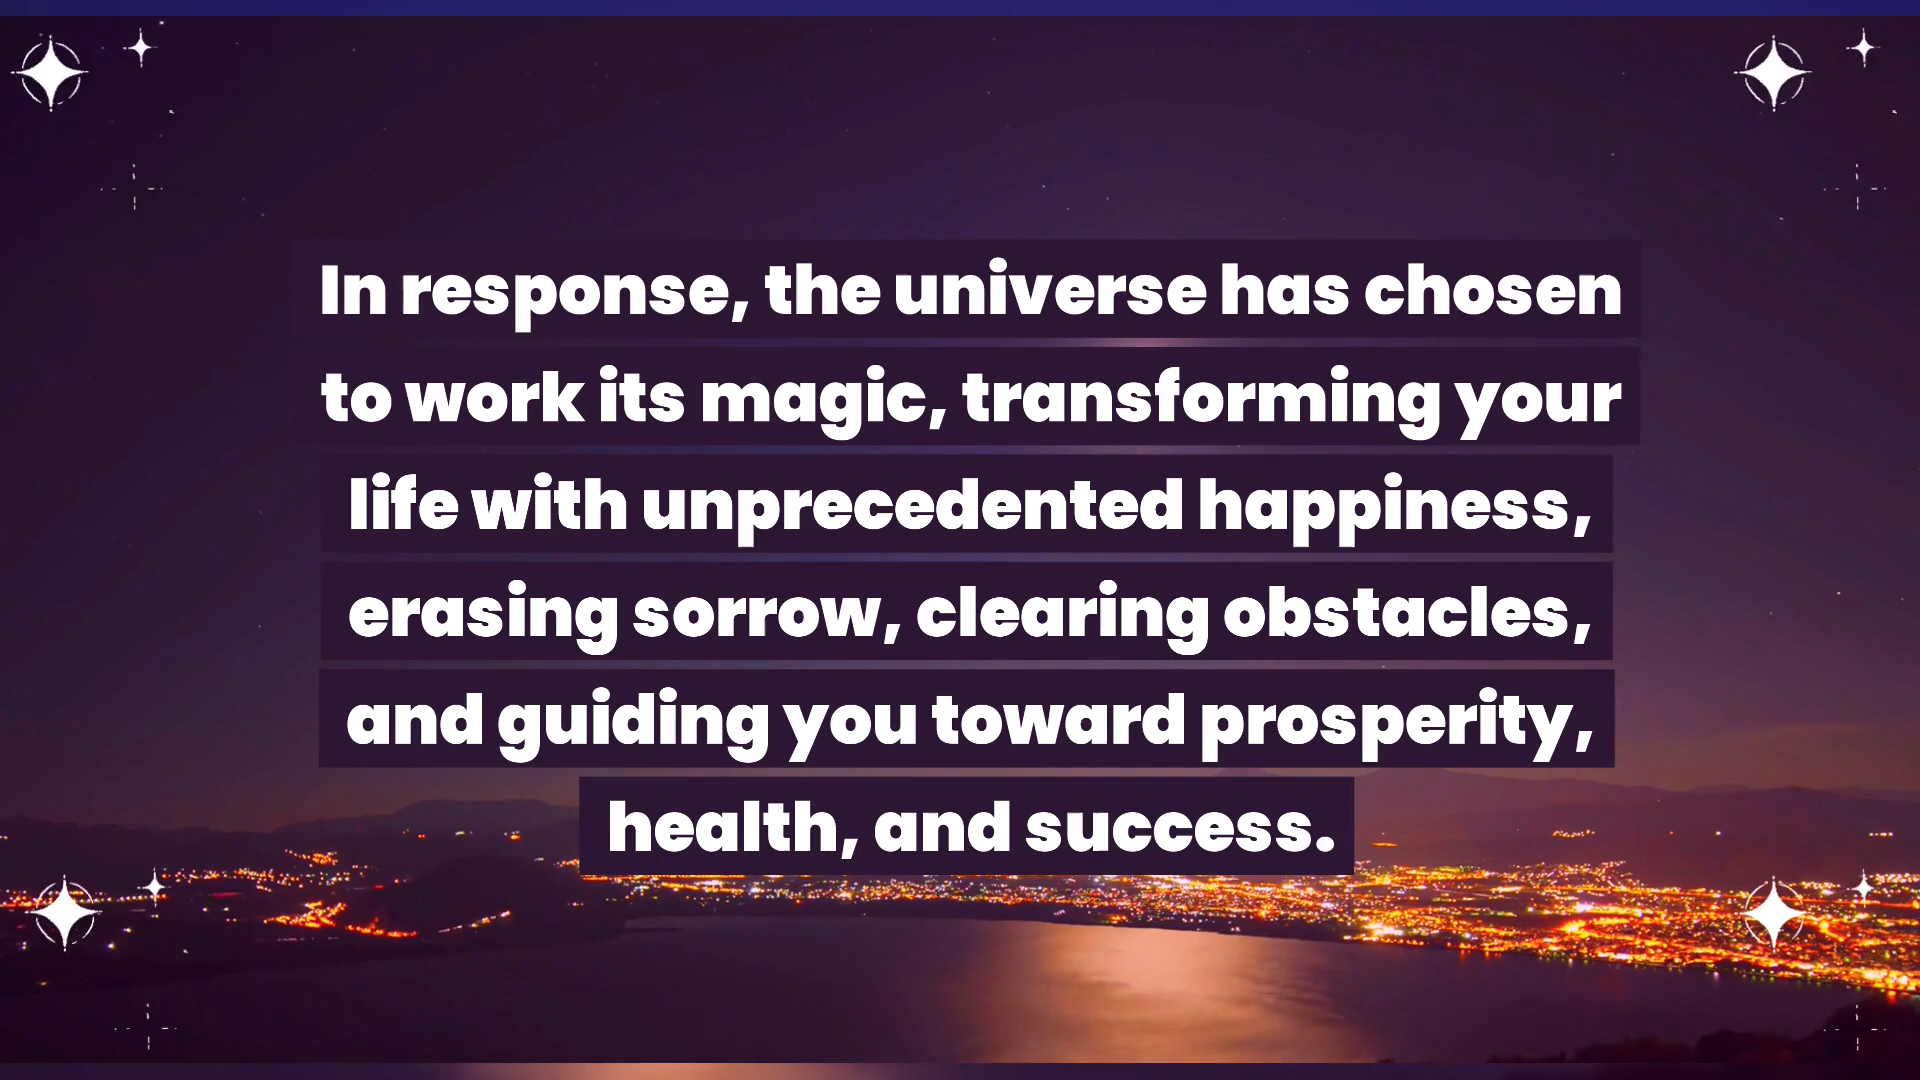 In response, the universe has chosen
to work its magic, transforming your
life with unprecedented happiness,
erasing sorrow, clearing obstacles,
and guiding you toward prosperity,
health, and success.